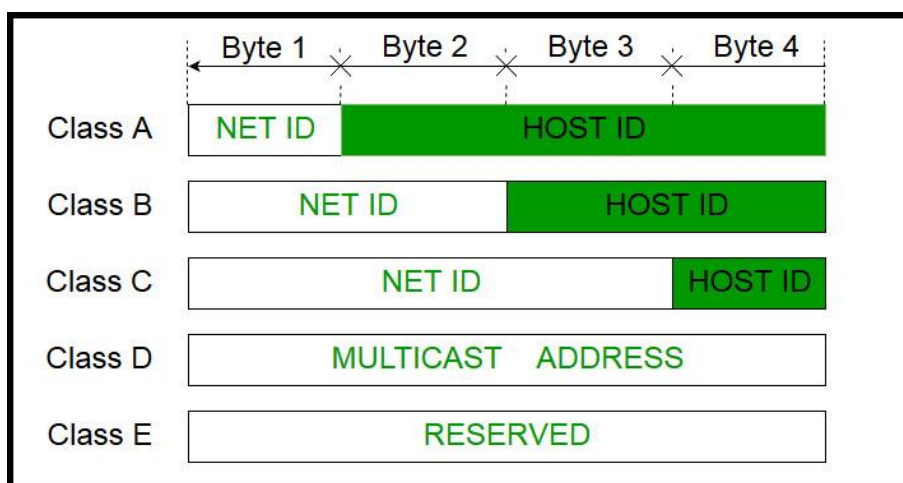 Byte 1 Byte 2 Byte 3 Byte 4
Class A NET ID HOST ID
Class B NET ID HOST ID
Class C NET ID HOST ID
Class D MULTICAST ADDRESS
Class E RESERVED